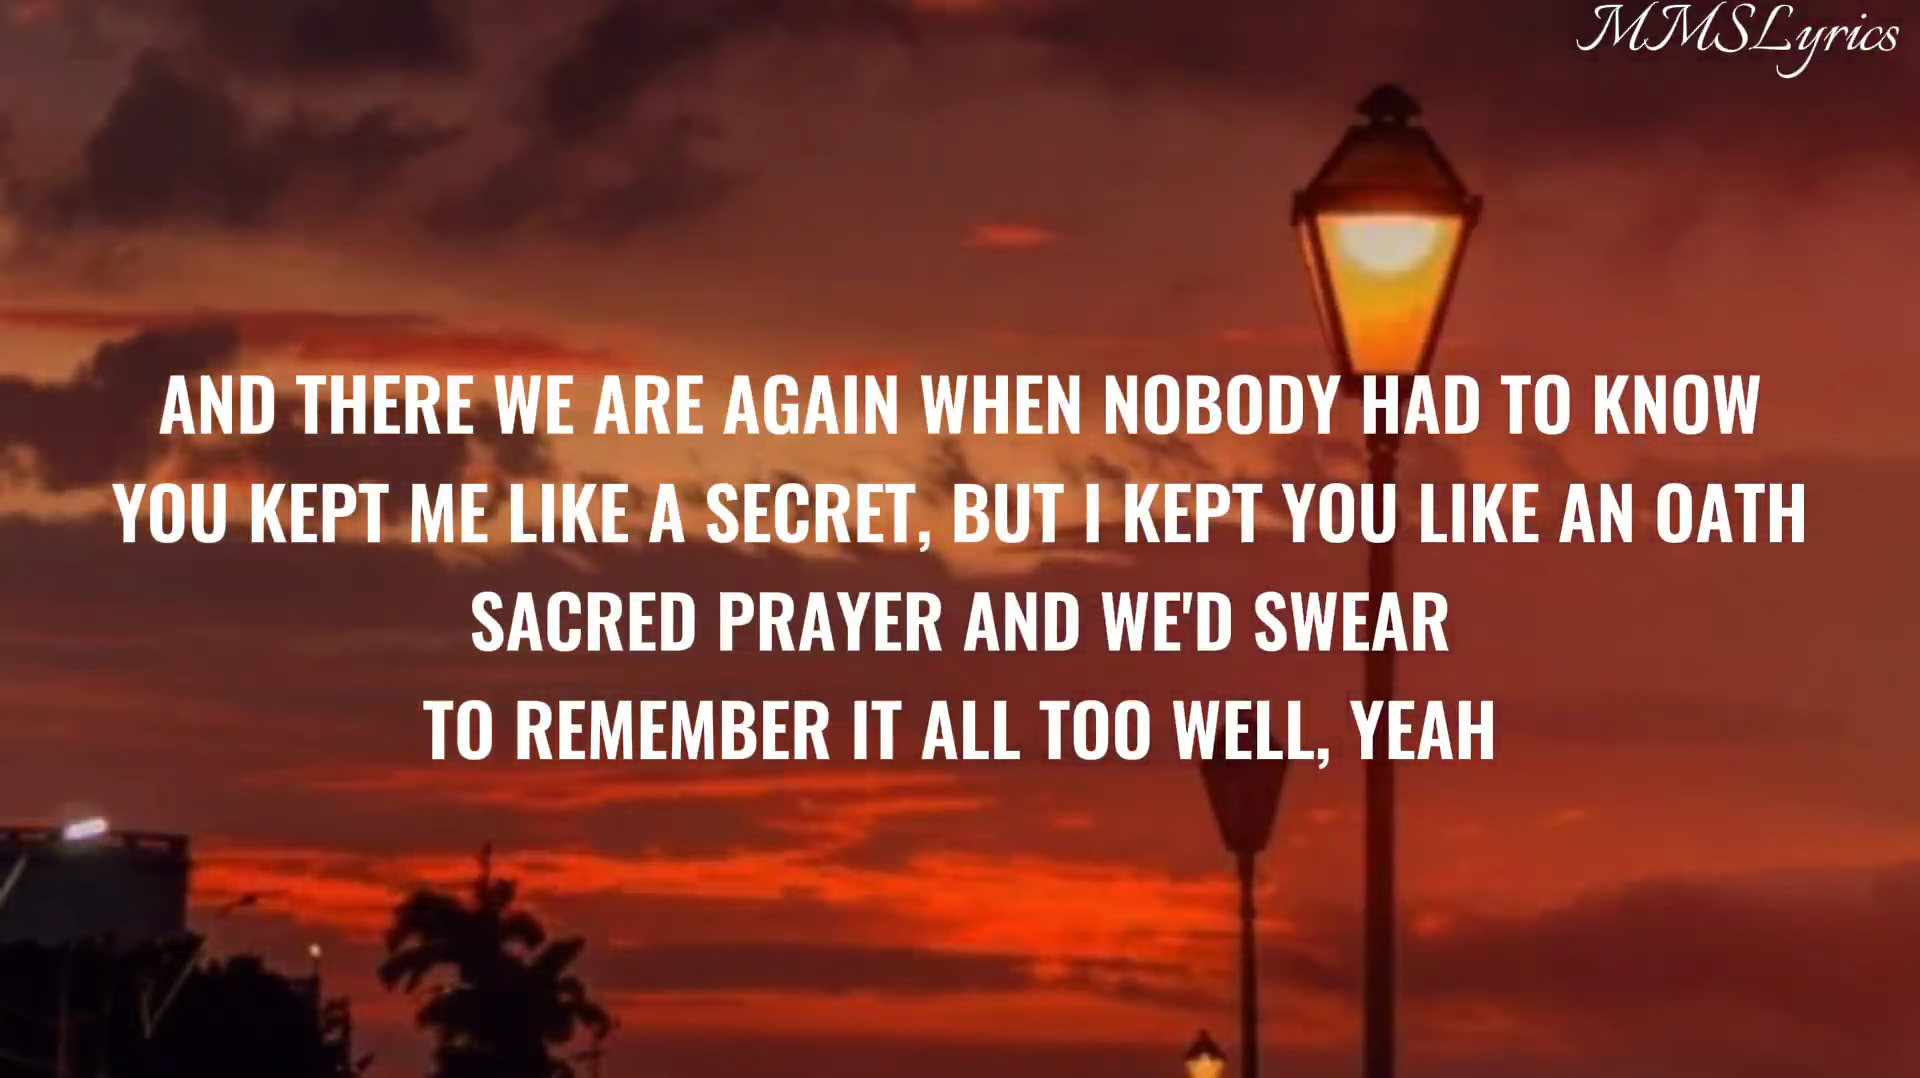 MMSLyrics
AND THERE WE ARE AGAIN WHEN NOBODY HAD TO KNOW
YOU KEPT ME LIKE A SECRET, BUT I KEPT YOU LIKE AN OATH
SACRED PRAYER AND WE'D SWEAR
TO REMEMBER IT ALL TOO WELL, YEAH